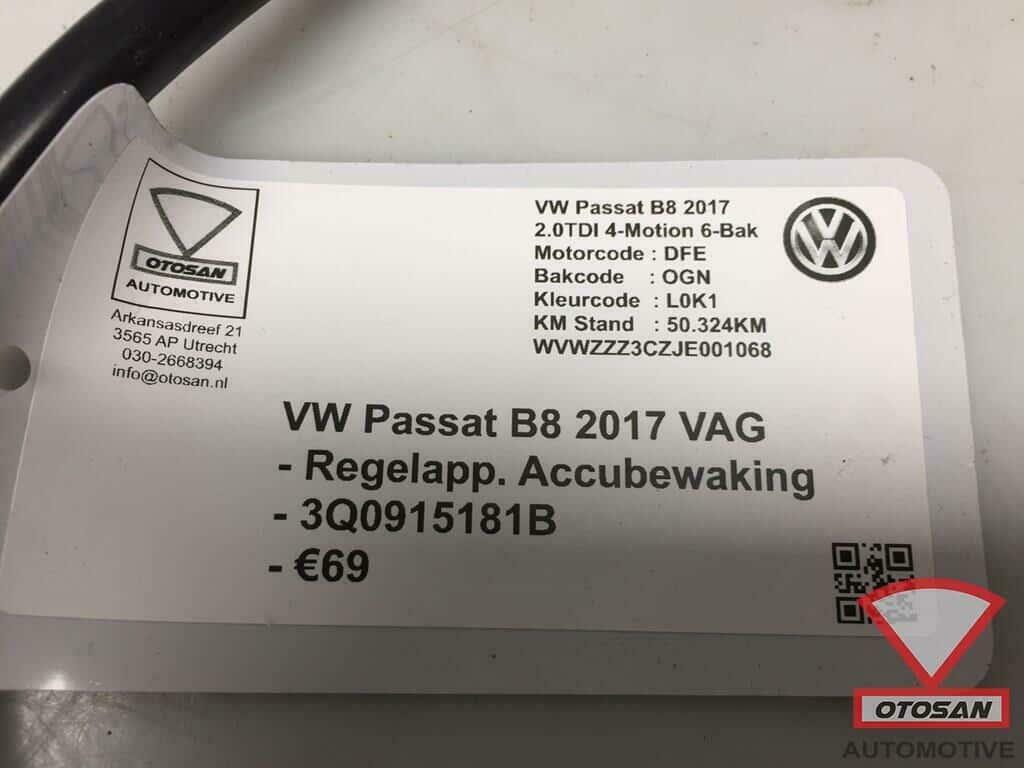 OTOSAN
AUTOMOTIVE
Arkansasdreef 21
3565 AP Utrecht
030-2668394
info@otosan.nl
VW Passat B8 2017
2.0TDI 4-Motion 6-Bak
Motorcode : DFE
Bakcode : OGN
Kleurcode : L0K1
KM Stand : 50.324KM
WVWZZZ3CZJE001068
VW Passat B8 2017 VAG
- Regelapp. Accubewaking
- 3Q0915181B
- €69
OTOSAN
AUTOMOTIVE